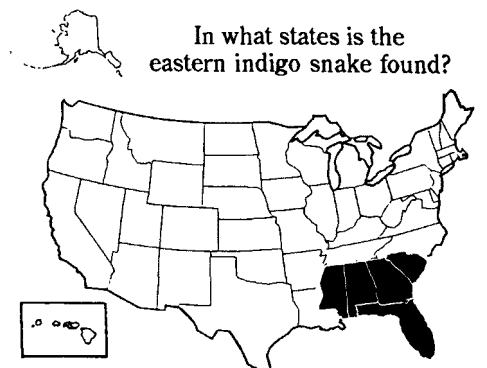 In what states is the
eastern indigo snake found?